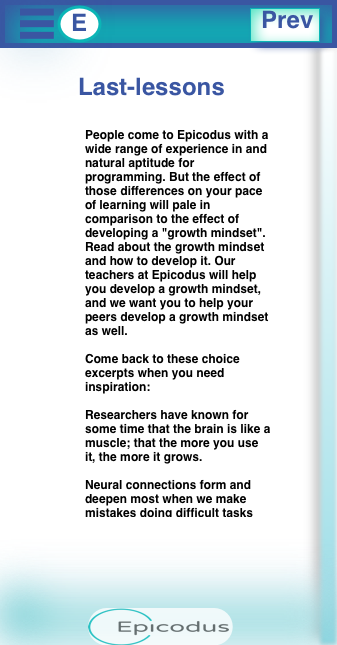 E
Prev
Last-lessons
People come to Epicodus with a
wide range of experience in and
natural aptitude for
programming. But the effect of
those differences on your pace
of learning will pale in
comparison to the effect of
developing a "growth mindset".
Read about the growth mindset
and how to develop it. Our
teachers at Epicodus will help
you develop a growth mindset,
and we want you to help your
peers develop a growth mindset
as well.
Come back to these choice
excerpts when you need
inspiration:
Researchers have known for
some time that the brain is like a
muscle; that the more you use
it, the more it grows.
Neural connections form and
deepen most when we make
mistakes doing difficult tasks
Epicodus